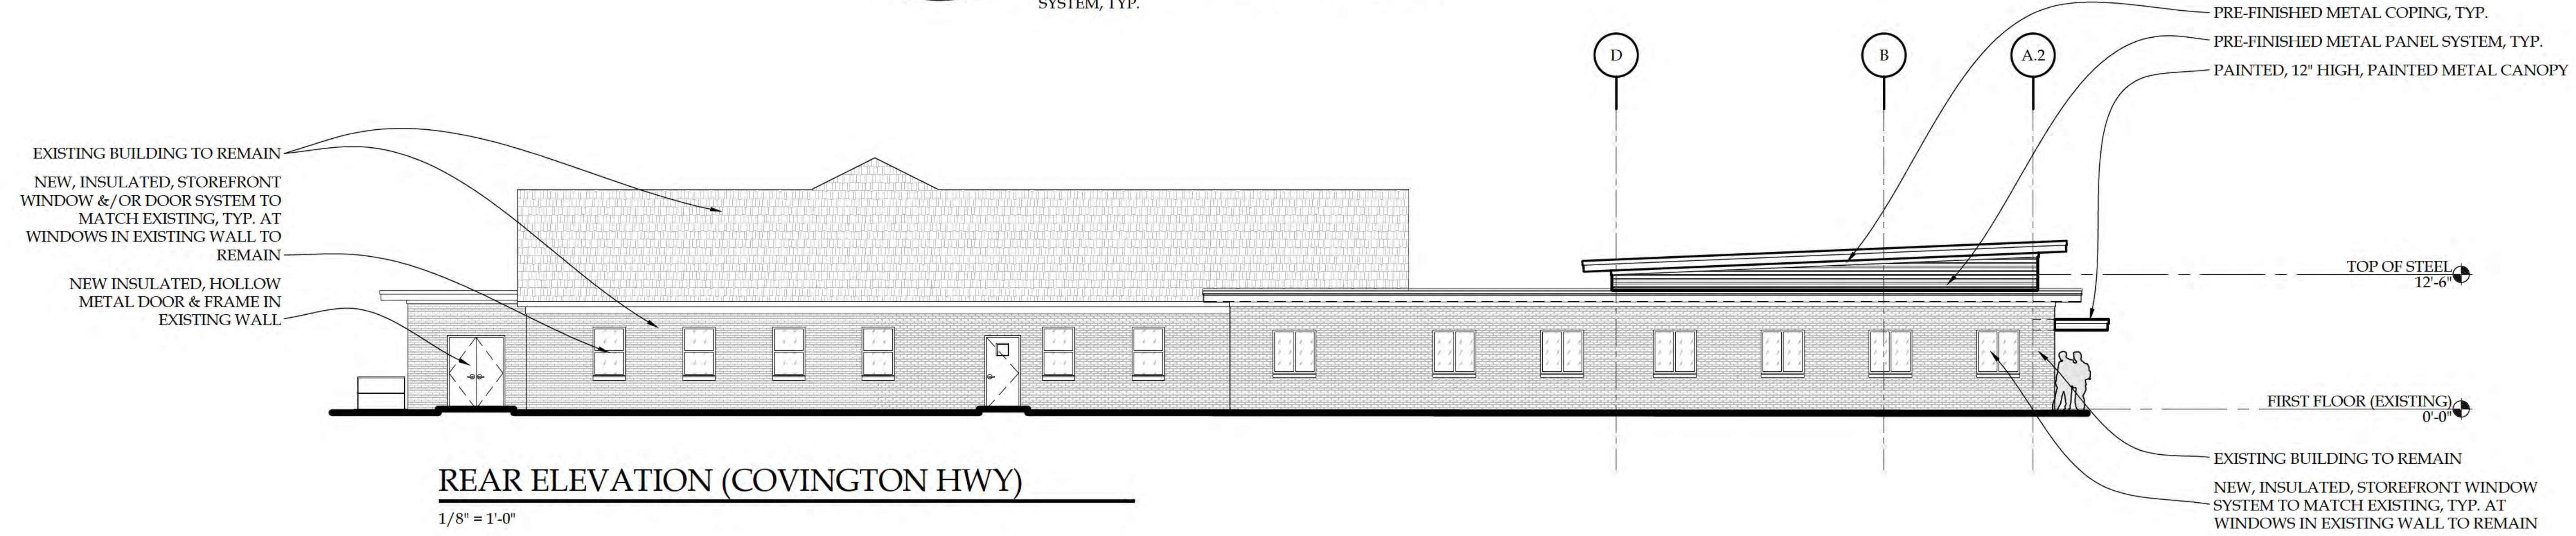 SYSTEM, TYP.
PRE-FINISHED METAL COPING, TYP.
PRE-FINISHED METAL PANEL SYSTEM, TYP.
PAINTED, 12" HIGH, PAINTED METAL CANOPY
D
B
A.2
EXISTING BUILDING TO REMAIN
NEW, INSULATED, STOREFRONT
WINDOW &/OR DOOR SYSTEM TO
MATCH EXISTING, TYP. AT
WINDOWS IN EXISTING WALL TO
REMAIN
NEW INSULATED, HOLLOW
METAL DOOR & FRAME IN
EXISTING WALL
TOP OF STEEL
12'-6"
FIRST FLOOR (EXISTING)
0'-0"
EXISTING BUILDING TO REMAIN
NEW, INSULATED, STOREFRONT WINDOW
SYSTEM TO MATCH EXISTING, TYP. AT
WINDOWS IN EXISTING WALL TO REMAIN
REAR ELEVATION (COVINGTON HWY)
1/8" = 1'-0"